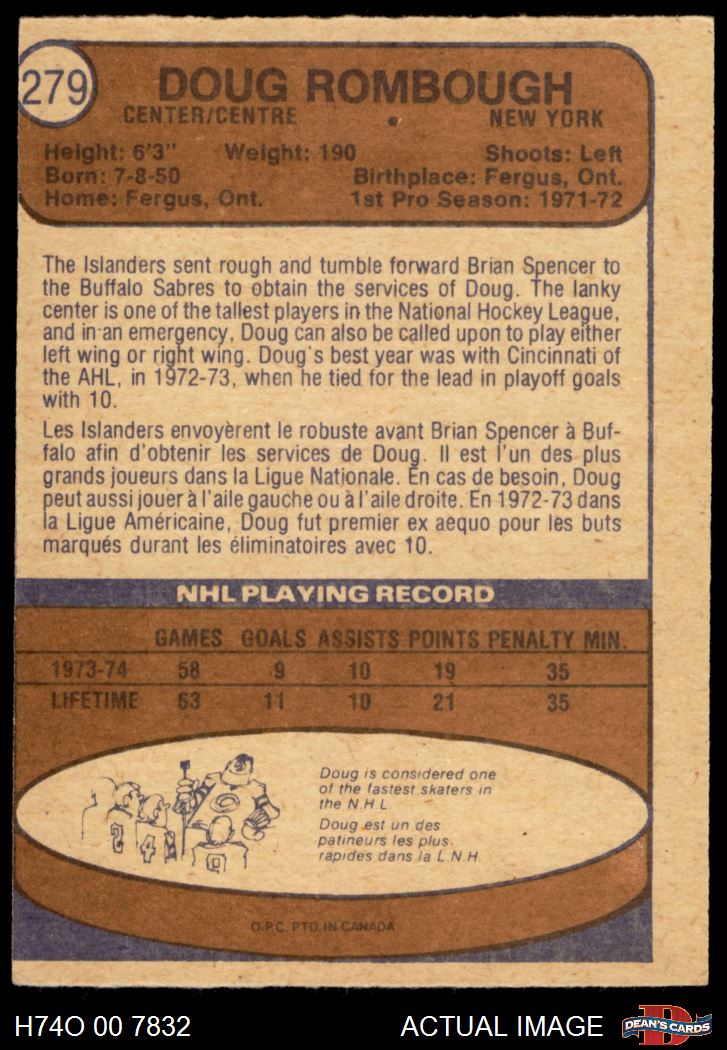 279
DOUG ROMBOUGH
CENTER/CENTRE • NEW YORK
Height: 6'3" Weight: 190 Shoots: Left
Born: 7-8-50 Birthplace: Fergus, Ont.
Home: Fergus, Ont. 1st Pro Season: 1971-72
The Islanders sent rough and tumble forward Brian Spencer to
the Buffalo Sabres to obtain the services of Doug. The lanky
center is one of the tallest players in the National Hockey League,
and in an emergency, Doug can also be called upon to play either
left wing or right wing. Doug's best year was with Cincinnati of
the AHL, in 1972-73, when he tied for the lead in playoff goals
with 10.
Les Islanders envoyèrent le robuste avant Brian Spencer à Buf-
falo afin d'obtenir les services de Doug. Il est l'un des plus
grands joueurs dans la Ligue Nationale. En cas de besoin, Doug
peut aussi jouer à l'aile gauche ou à l'aile droite. En 1972-73 dans
la Ligue Américaine, Doug fut premier ex aequo pour les buts
marqués durant les éliminatoires avec 10.
NHL PLAYING RECORD
GAMES GOALS ASSISTS POINTS PENALTY MIN.
1973-74 58 9 10 19 35
LIFETIME 63 11 10 21 35
Doug is considered one
of the fastest skaters in
the N.H.L.
Doug est un des
patineurs les plus.
rapides dans la L.N.H.
2 4 C 9
O.P.C. PTD. IN CANADA
H74O 00 7832 ACTUAL IMAGE DEAN'S CARDS